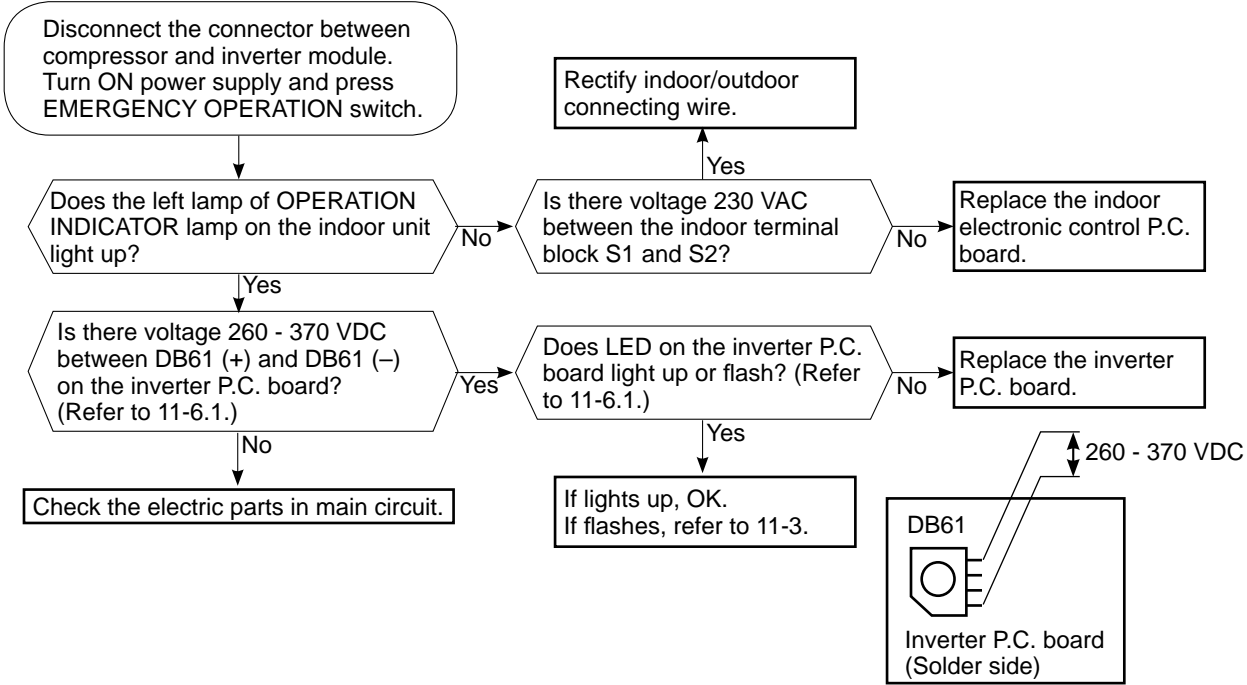 Disconnect the connector between
compressor and inverter module.
Turn ON power supply and press
EMERGENCY OPERATION switch.
Rectify indoor/outdoor
connecting wire.
Yes
Does the left lamp of OPERATION
INDICATOR lamp on the indoor unit
light up?
No
Is there voltage 230 VAC
between the indoor terminal
block S1 and S2?
No
Replace the indoor
electronic control P.C.
board.
Yes
Is there voltage 260 - 370 VDC
between DB61 (+) and DB61 (–)
on the inverter P.C. board?
(Refer to 11-6.1.)
Yes
Does LED on the inverter P.C.
board light up or flash? (Refer
to 11-6.1.)
No
Replace the inverter
P.C. board.
No
Yes
Check the electric parts in main circuit.
If lights up, OK.
If flashes, refer to 11-3.
260 - 370 VDC
DB61
Inverter P.C. board
(Solder side)